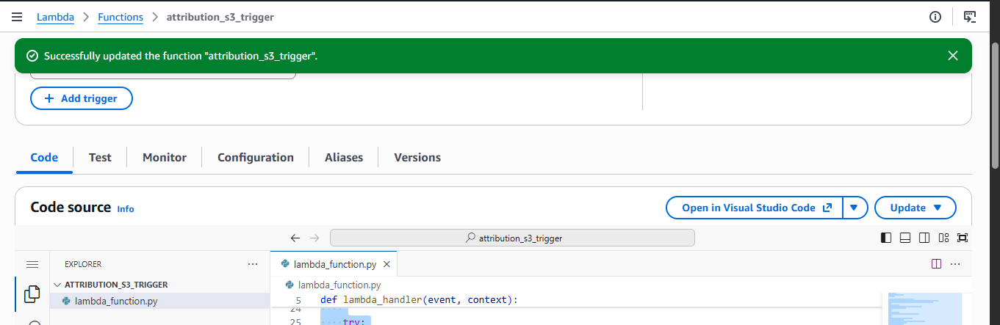 Lambda > Functions > attribution_s3_trigger
Successfully updated the function "attribution_s3_trigger".
+ Add trigger
Code Test Monitor Configuration Aliases Versions
Code source Info
Open in Visual Studio Code
Update
attribution_s3_trigger
EXPLORER
ATTRIBUTION_S3_TRIGGER
lambda_function.py
lambda_function.py
lambda_function.py
5 def lambda_handler(event, context):
24
25 try: